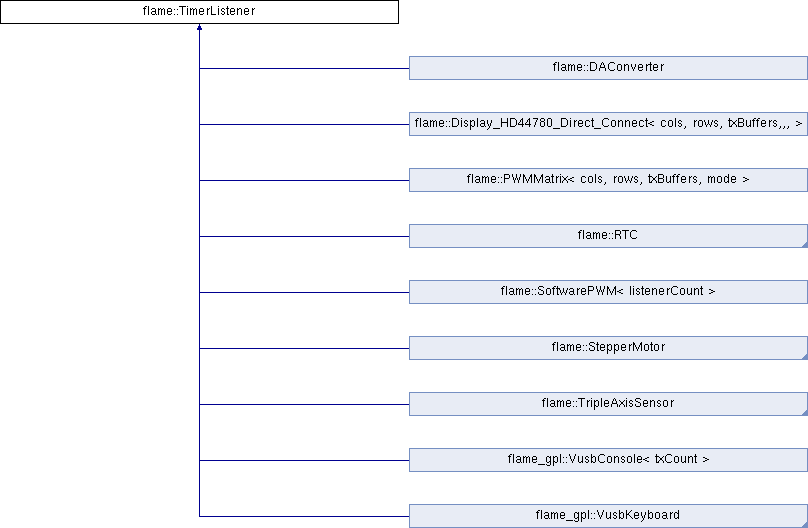 flame::TimerListener
flame::DAConverter
flame::Display_HD44780_Direct_Connect< cols, rows, txBuffers,,, >
flame::PWMMatrix< cols, rows, txBuffers, mode >
flame::RTC
flame::SoftwarePWM< listenerCount >
flame::StepperMotor
flame::TripleAxisSensor
flame_gpl::VusbConsole< txCount >
flame_gpl::VusbKeyboard